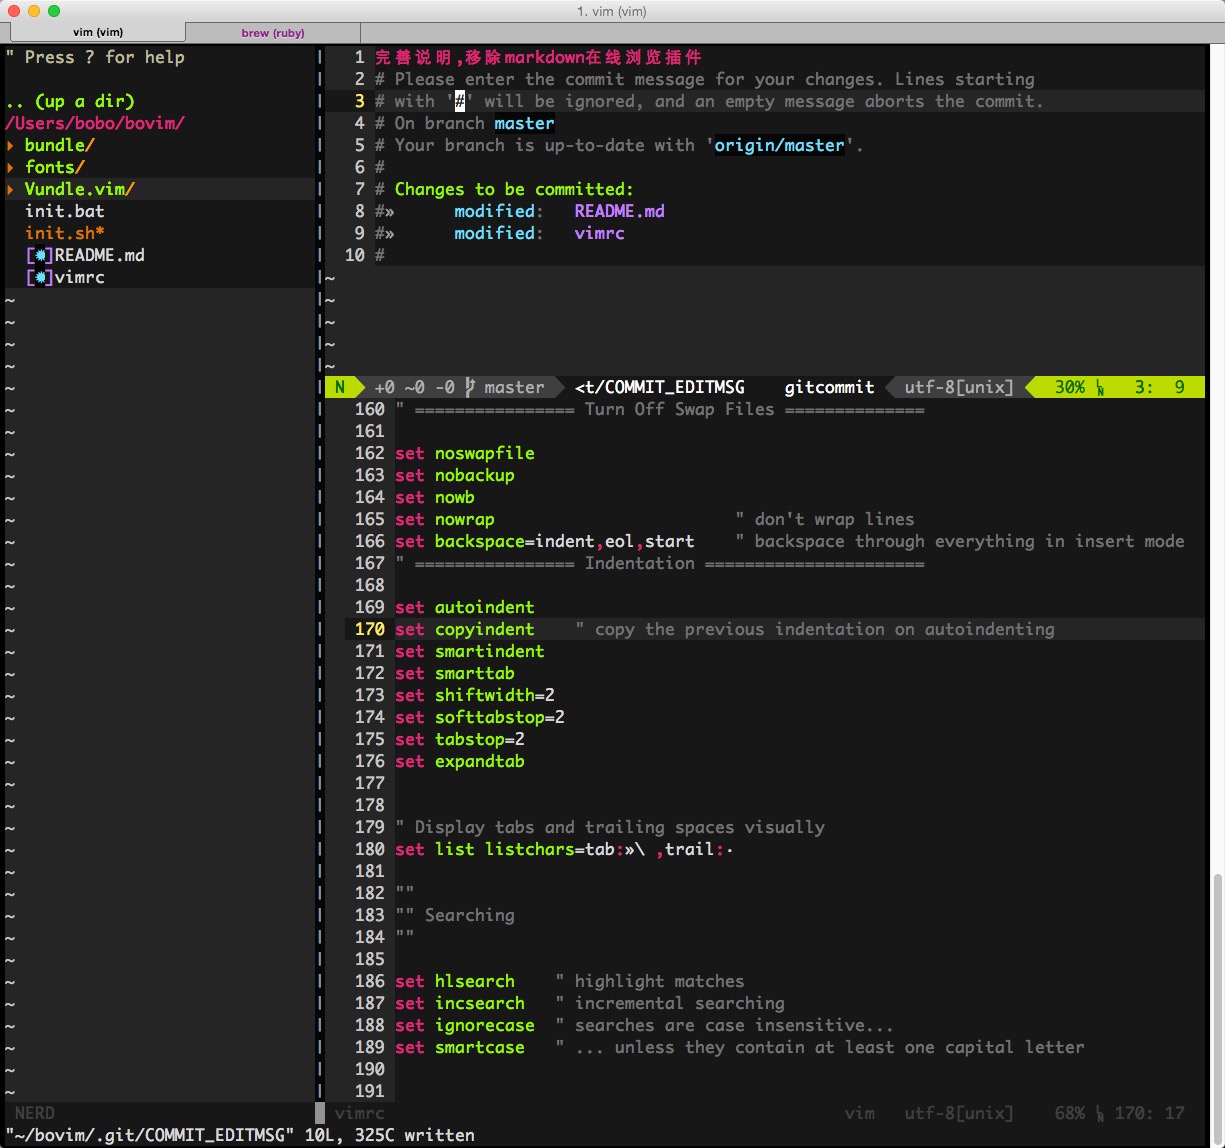 1. vim (vim)
vim (vim)
brew (ruby)
" Press ? for help
.. (up a dir)
/Users/bobo/bovim/
▸ bundle/
▸ fonts/
▸ Vundle.vim/
init.bat
init.sh*
[✹]README.md
[✹]vimrc
1 完善说明,移除markdown在线浏览插件
2 # Please enter the commit message for your changes. Lines starting
3 # with '#' will be ignored, and an empty message aborts the commit.
4 # On branch master
5 # Your branch is up-to-date with 'origin/master'.
6 #
7 # Changes to be committed:
8 #» modified: README.md
9 #» modified: vimrc
10 #
~
~
~
~
~
N +0 ~0 -0 master <t/COMMIT_EDITMSG gitcommit utf-8[unix] 30% 3: 9
160 " ================ Turn Off Swap Files ==============
161
162 set noswapfile
163 set nobackup
164 set nowb
165 set nowrap " don't wrap lines
166 set backspace=indent,eol,start " backspace through everything in insert mode
167 " ================ Indentation ======================
168
169 set autoindent
170 set copyindent " copy the previous indentation on autoindenting
171 set smartindent
172 set smarttab
173 set shiftwidth=2
174 set softtabstop=2
175 set tabstop=2
176 set expandtab
177
178
179 " Display tabs and trailing spaces visually
180 set list listchars=tab:»\ ,trail:·
181
182 ""
183 "" Searching
184 ""
185
186 set hlsearch " highlight matches
187 set incsearch " incremental searching
188 set ignorecase " searches are case insensitive...
189 set smartcase " ... unless they contain at least one capital letter
190
191
NERD
vimrc vim utf-8[unix] 68% 170: 17
"~/bovim/.git/COMMIT_EDITMSG" 10L, 325C written